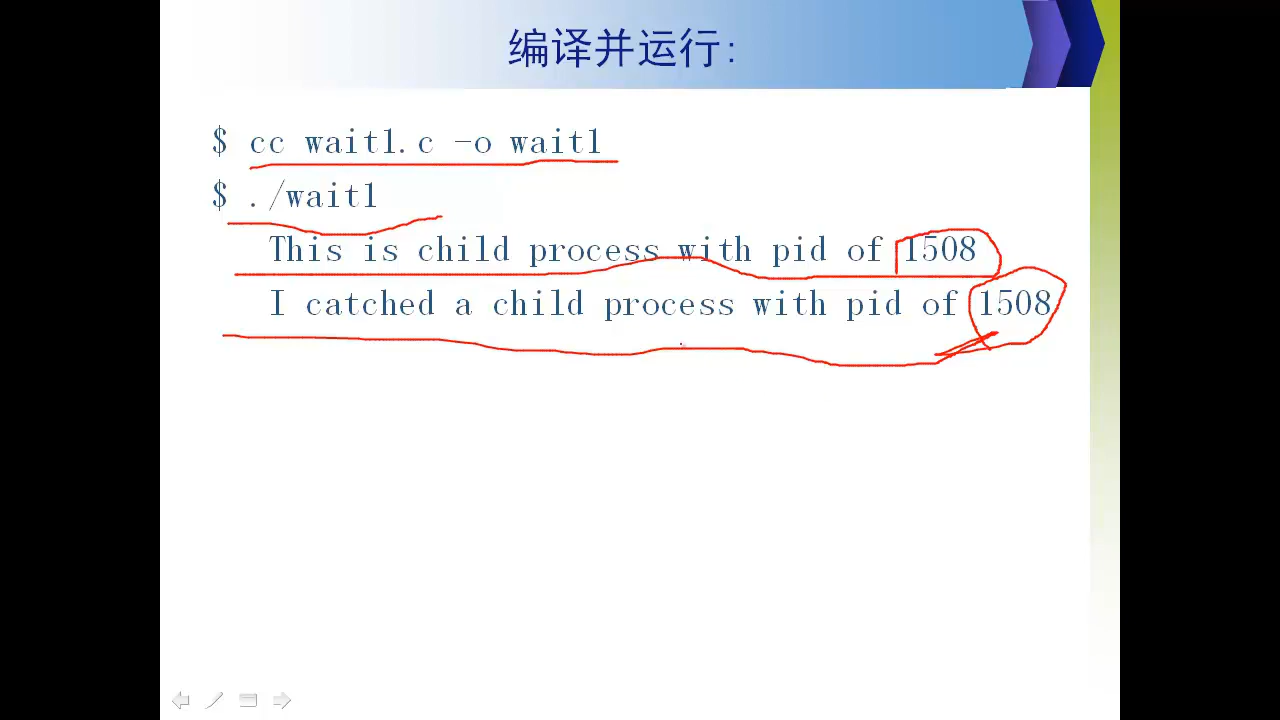 编译并运行:
$ cc wait1.c -o wait1
$ ./wait1
This is child process with pid of 1508
I catched a child process with pid of 1508